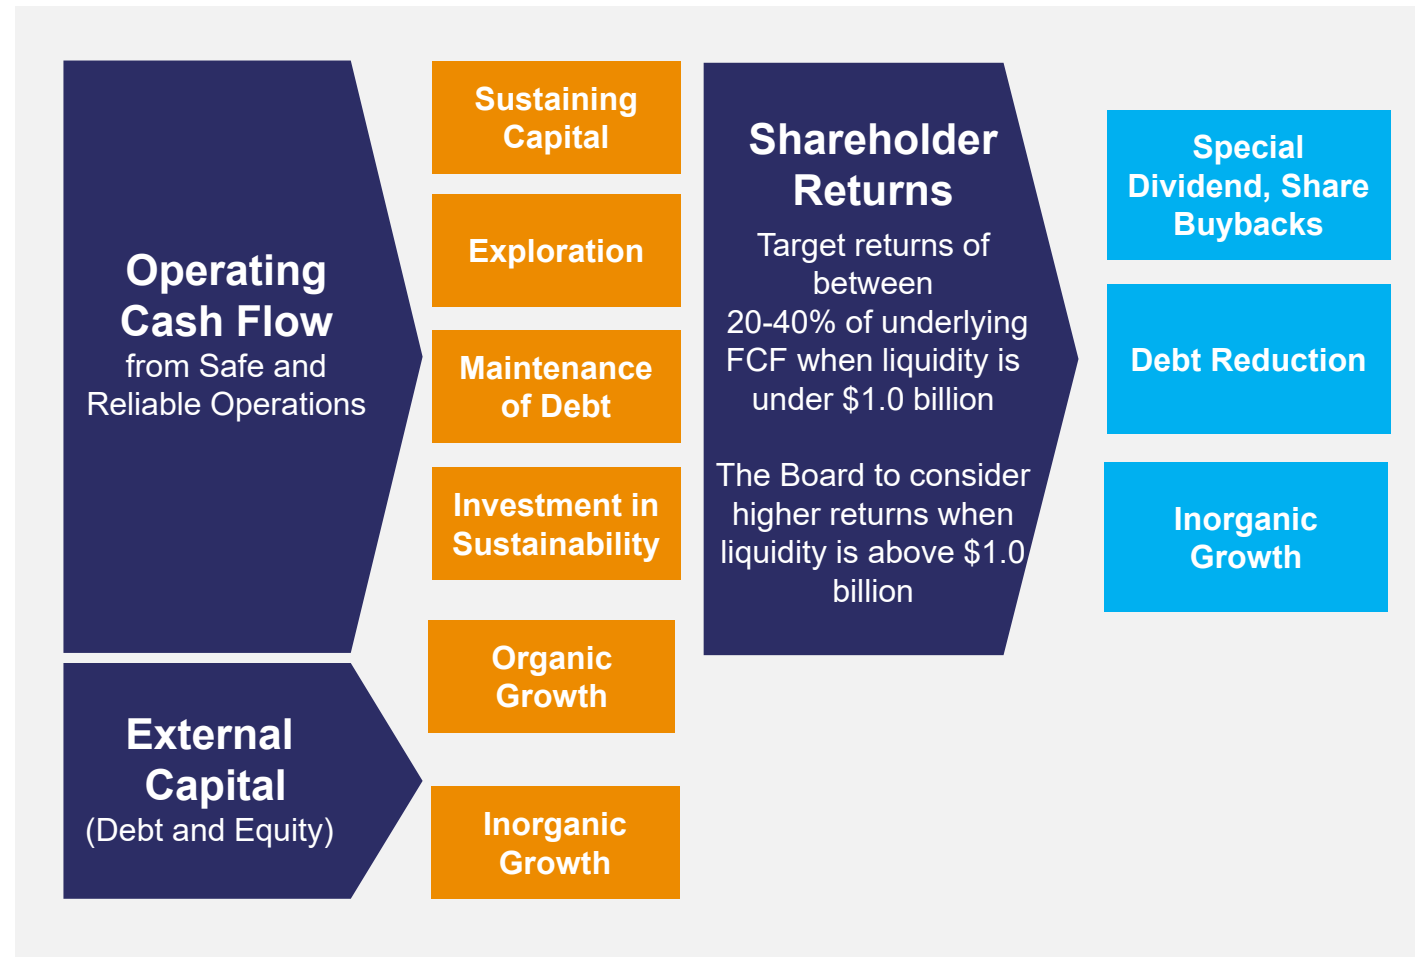 Operating
Cash Flow
from Safe and
Reliable Operations
External
Capital
(Debt and Equity)
Sustaining
Capital
Exploration
Maintenance
of Debt
Investment in
Sustainability
Organic
Growth
Inorganic
Growth
Shareholder
Returns
Target returns of
between
20-40% of underlying
FCF when liquidity is
under $1.0 billion
The Board to consider
higher returns when
liquidity is above $1.0
billion
Special
Dividend, Share
Buybacks
Debt Reduction
Inorganic
Growth